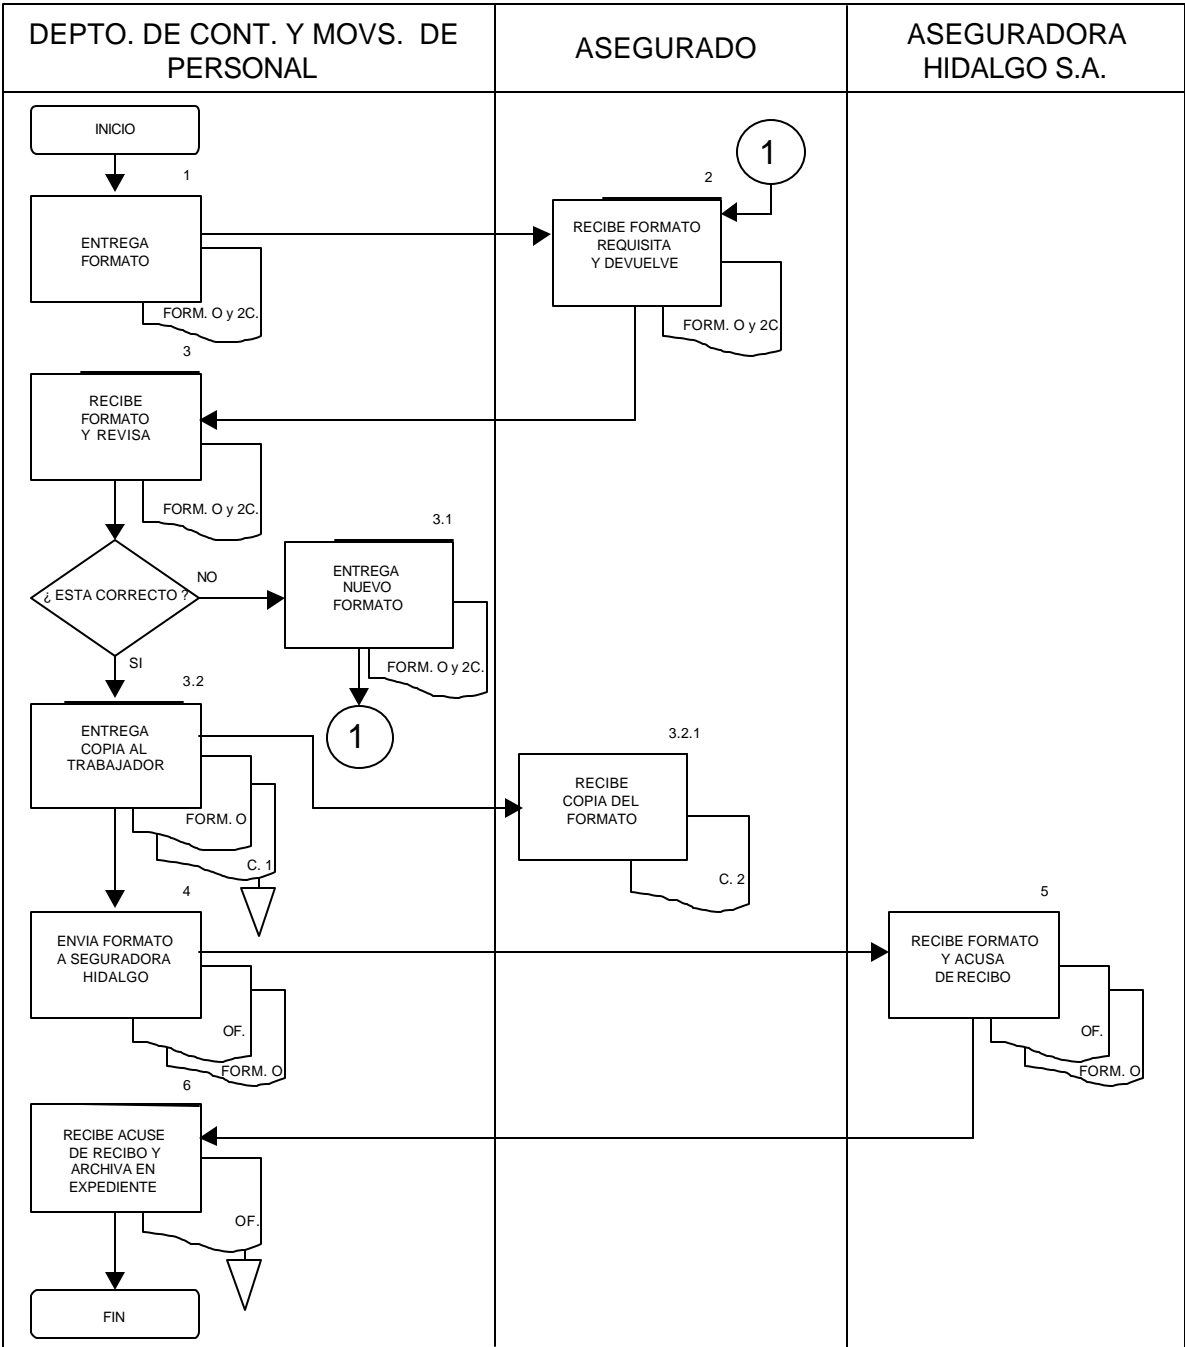 DEPTO. DE CONT. Y MOVS. DE
PERSONAL
ASEGURADO
ASEGURADORA
HIDALGO S.A.
INICIO
1
1
2
ENTREGA
FORMATO
FORM. O y 2C.
RECIBE FORMATO
REQUISITA
Y DEVUELVE
FORM. O y 2C
3
RECIBE
FORMATO
Y REVISA
FORM. O y 2C.
¿ ESTA CORRECTO ?
NO
SI
3.1
ENTREGA
NUEVO
FORMATO
FORM. O y 2C.
1
3.2
ENTREGA
COPIA AL
TRABAJADOR
FORM. O
C. 1
3.2.1
RECIBE
COPIA DEL
FORMATO
C. 2
4
ENVIA FORMATO
A SEGURADORA
HIDALGO
OF.
FORM. O
5
RECIBE FORMATO
Y ACUSA
DE RECIBO
OF.
FORM. O
6
RECIBE ACUSE
DE RECIBO Y
ARCHIVA EN
EXPEDIENTE
OF.
FIN